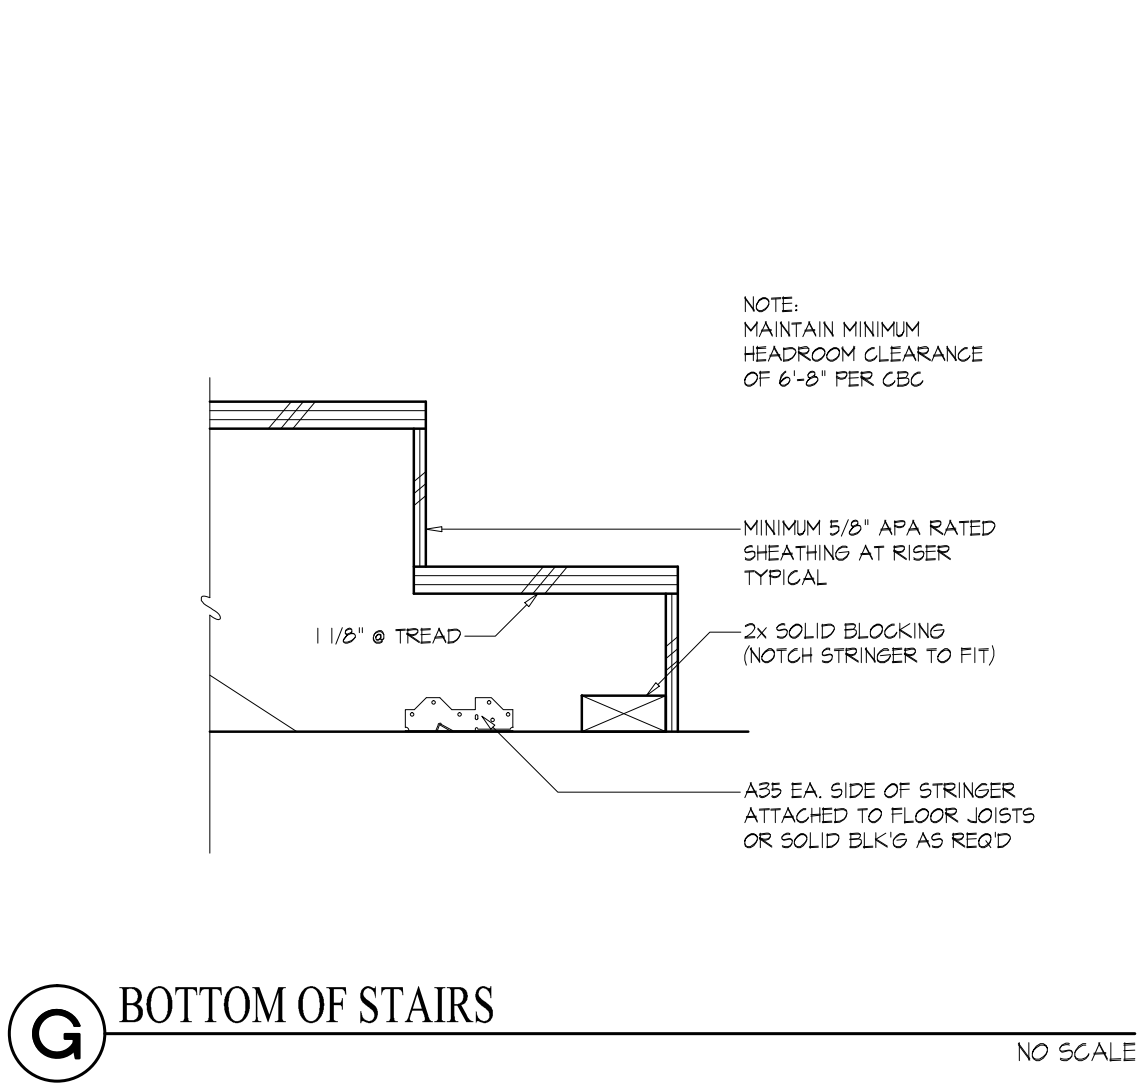 NOTE:
MAINTAIN MINIMUM
HEADROOM CLEARANCE
OF 6'-8" PER CBC
MINIMUM 5/8" APA RATED
SHEATHING AT RISER
TYPICAL
1 1/8" @ TREAD
2x SOLID BLOCKING
(NOTCH STRINGER TO FIT)
A35 EA. SIDE OF STRINGER
ATTACHED TO FLOOR JOISTS
OR SOLID BLK'G AS REQ'D
G
BOTTOM OF STAIRS
NO SCALE